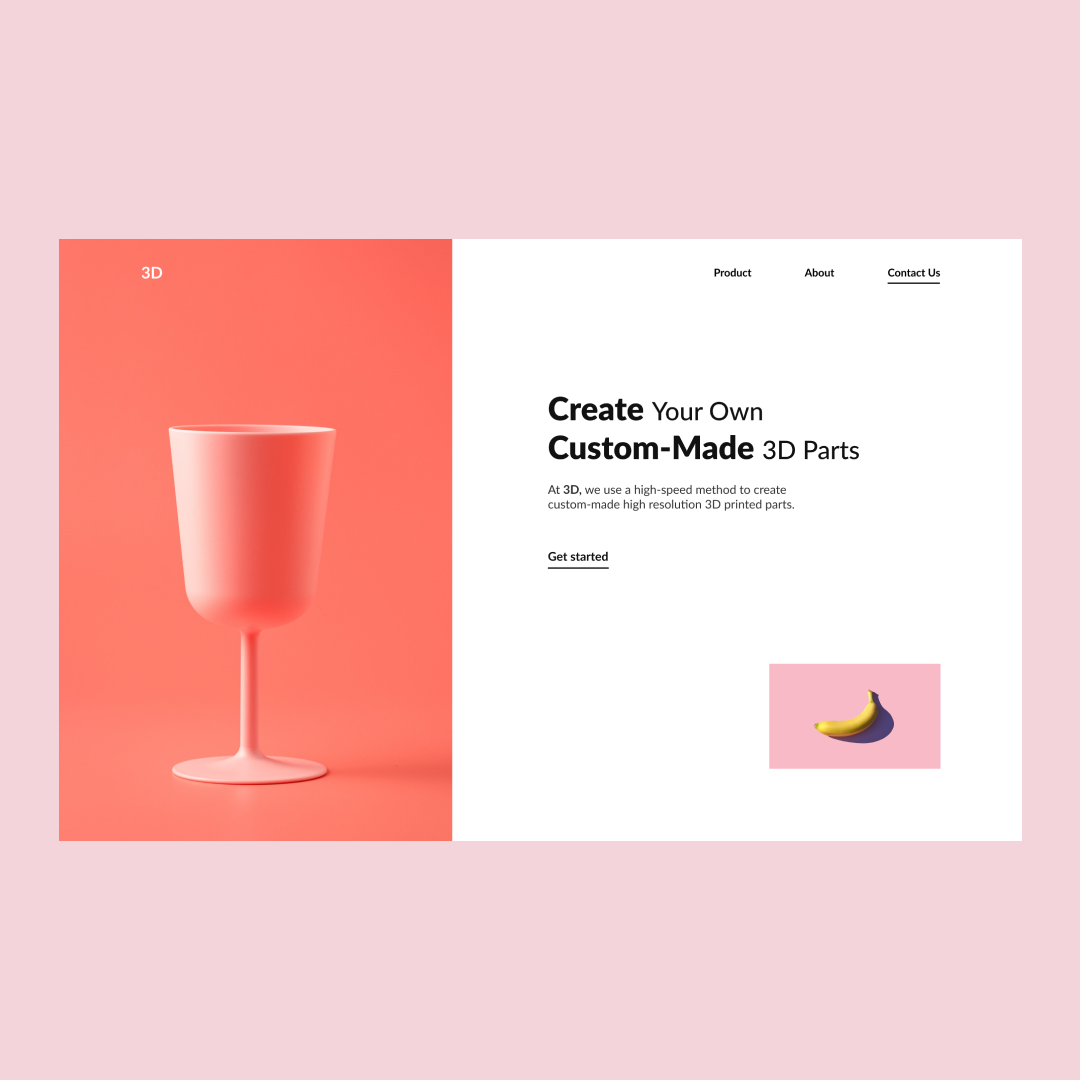 3D
Product About Contact Us
Create Your Own
Custom-Made 3D Parts
At 3D, we use a high-speed method to create
custom-made high resolution 3D printed parts.
Get started